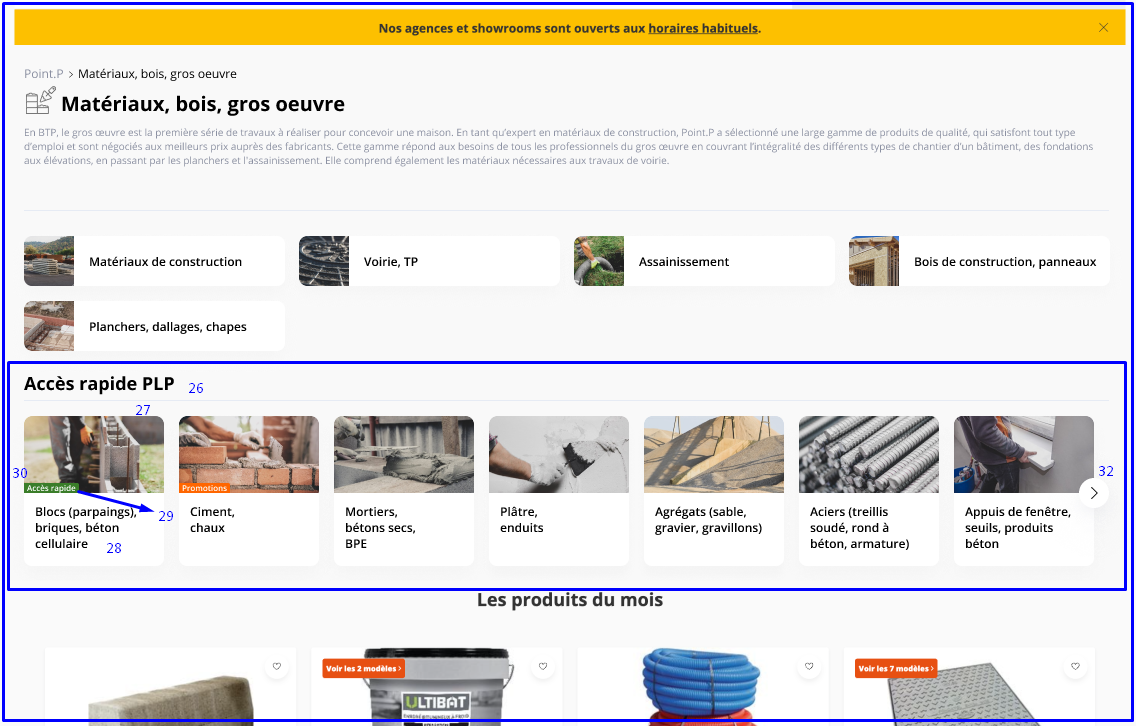 Nos agences et showrooms sont ouverts aux horaires habituels.
Point.P > Matériaux, bois, gros oeuvre
Matériaux, bois, gros oeuvre
En BTP, le gros œuvre est la première série de travaux à réaliser pour concevoir une maison. En tant qu'expert en matériaux de construction, Point.P a sélectionné une large gamme de produits de qualité, qui satisfont tout type
d'emploi et sont négociés aux meilleurs prix auprès des fabricants. Cette gamme répond aux besoins de tous les professionnels du gros œuvre en couvrant l'intégralité des différents types de chantier d'un bâtiment, des fondations
aux élévations, en passant par les planchers et l'assainissement. Elle comprend également les matériaux nécessaires aux travaux de voirie.
Matériaux de construction
Voirie, TP
Assainissement
Bois de construction, panneaux
Planchers, dallages, chapes
Accès rapide PLP 26
27
30
32
Accès rapide
Promotions
29
Blocs (parpaings),
briques, béton
cellulaire 28
Ciment,
chaux
Mortiers,
bétons secs,
BPE
Plâtre,
enduits
Agrégats (sable,
gravier, gravillons)
Aciers (treillis
soudé, rond à
béton, armature)
Appuis de fenêtre,
seuils, produits
béton
Les produits du mois
Voir les 2 modèles >
Voir les 7 modèles >
ULTIBAT